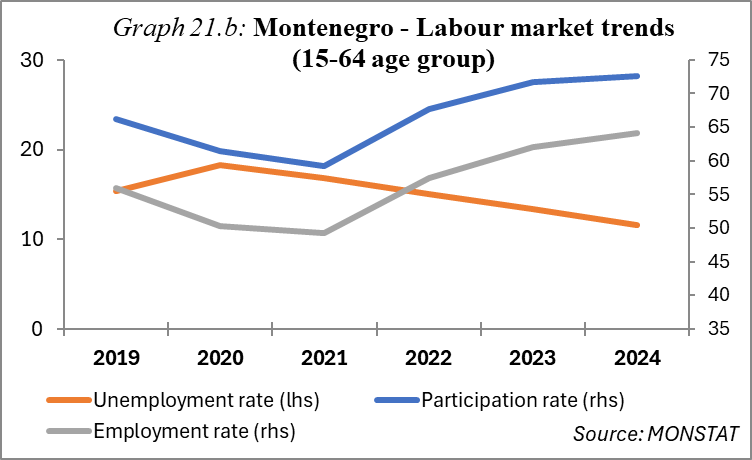 Graph 21.b: Montenegro - Labour market trends
(15-64 age group)
30
20
10
0
75
70
65
60
55
50
45
40
35
2019 2020 2021 2022 2023 2024
Unemployment rate (lhs)
Participation rate (rhs)
Employment rate (rhs)
Source: MONSTAT